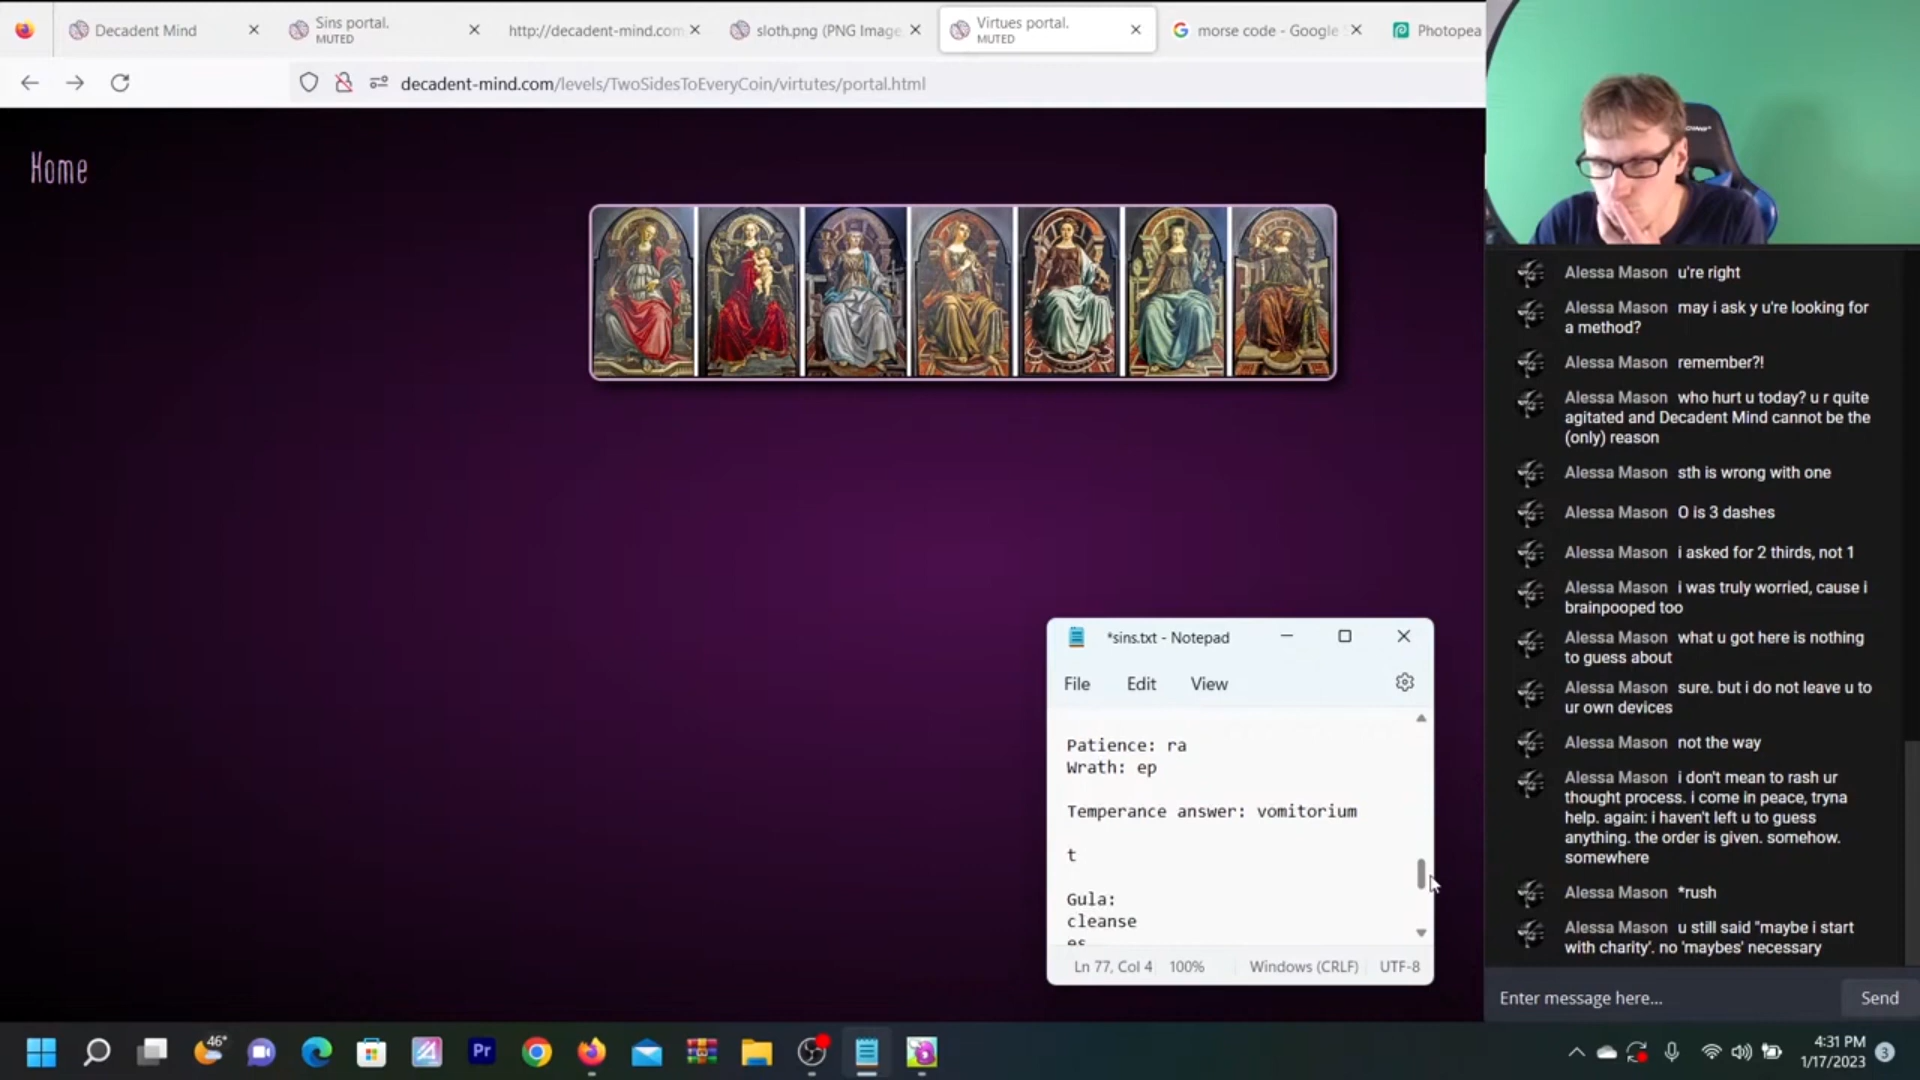 Decadent Mind
Sins portal.
MUTED
http://decadent-mind.com
sloth.png (PNG Image
Virtues portal.
MUTED
morse code - Google
Photopea
decadent-mind.com/levels/TwoSidesToEveryCoin/virtutes/portal.html
Home
*sins.txt - Notepad
File Edit View
Patience: ra
Wrath: ep
Temperance answer: vomitorium
t
Gula:
cleanse
es
Ln 77, Col 4 100% Windows (CRLF) UTF-8
Alessa Mason u're right
Alessa Mason may i ask y u're looking for
a method?
Alessa Mason remember?!
Alessa Mason who hurt u today? u r quite
agitated and Decadent Mind cannot be the
(only) reason
Alessa Mason sth is wrong with one
Alessa Mason O is 3 dashes
Alessa Mason i asked for 2 thirds, not 1
Alessa Mason i was truly worried, cause i
brainpooped too
Alessa Mason what u got here is nothing
to guess about
Alessa Mason sure. but i do not leave u to
ur own devices
Alessa Mason not the way
Alessa Mason i don't mean to rash ur
thought process. i come in peace, tryna
help. again: i haven't left u to guess
anything. the order is given. somehow.
somewhere
Alessa Mason *rush
Alessa Mason u still said "maybe i start
with charity'. no 'maybes' necessary
Enter message here... Send
46°
Pr
4:31 PM
1/17/2023
3